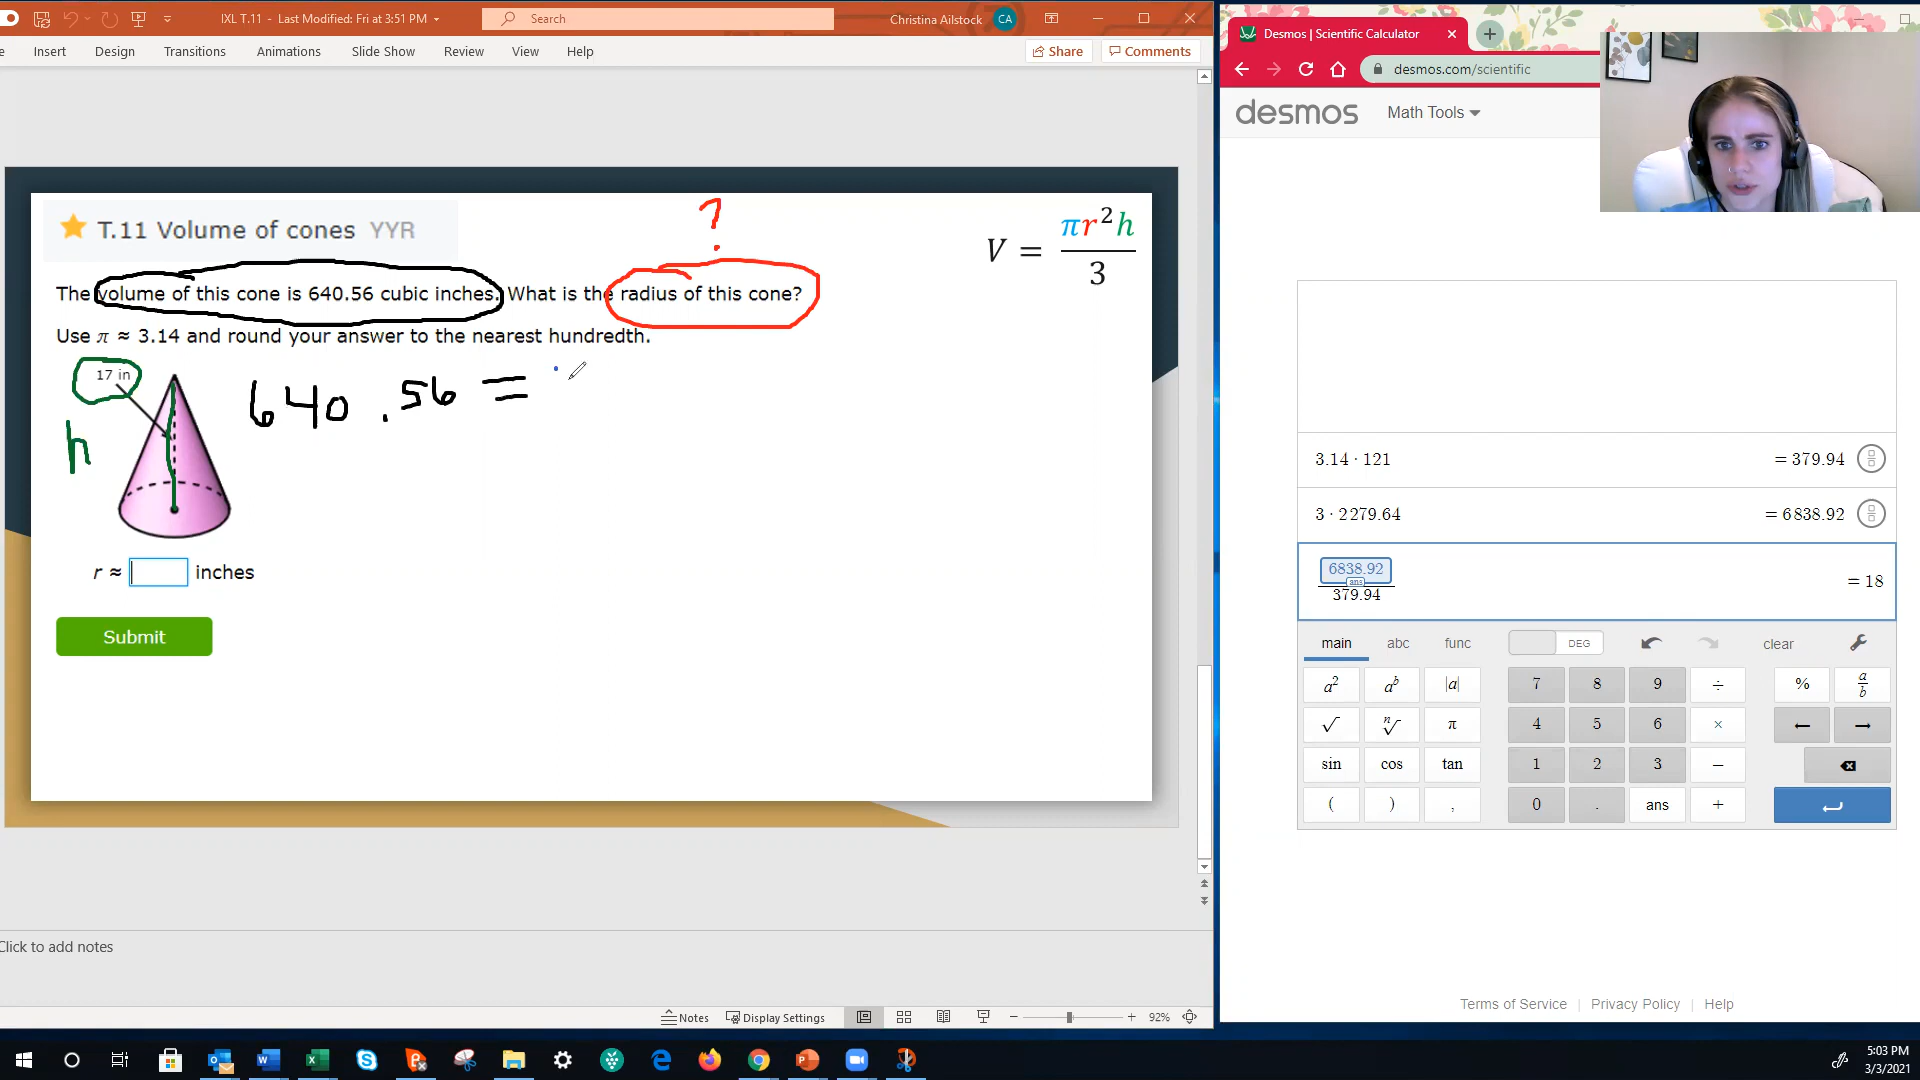 IXL T.11 - Last Modified: Fri at 3:51 PM
Search
Christina Ailstock
CA
Insert Design Transitions Animations Slide Show Review View Help
Share
Comments
T.11 Volume of cones YYR
?
V = πr²h / 3
The volume of this cone is 640.56 cubic inches. What is the radius of this cone?
Use π ≈ 3.14 and round your answer to the nearest hundredth.
17 in
h
640.56 =
r ≈ inches
Submit
Click to add notes
Notes Display Settings 92%
Desmos | Scientific Calculator
desmos.com/scientific
desmos Math Tools
3.14 · 121 = 379.94
3 · 2279.64 = 6838.92
6838.92
ans
379.94
= 18
main abc func DEG clear
a² aᵇ |a| 7 8 9 ÷ % a/b
√ ⁿ√ π 4 5 6 × ← →
sin cos tan 1 2 3 −
( ) , 0 . ans +
Terms of Service | Privacy Policy | Help
5:03 PM
3/3/2021